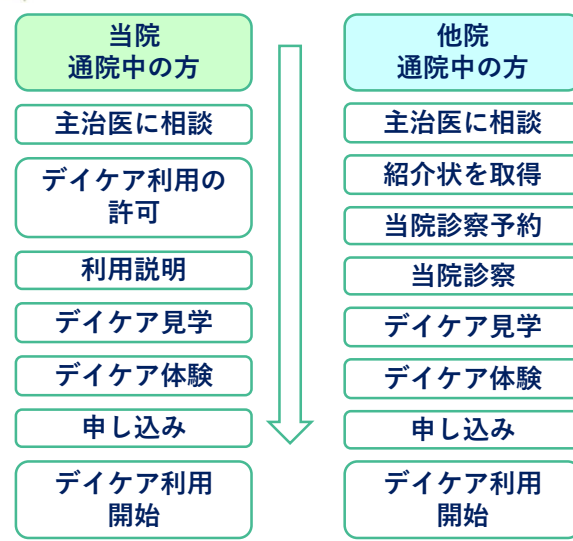 当院
通院中の方
主治医に相談
デイケア利用の
許可
利用説明
デイケア見学
デイケア体験
申し込み
デイケア利用
開始
他院
通院中の方
主治医に相談
紹介状を取得
当院診察予約
当院診察
デイケア見学
デイケア体験
申し込み
デイケア利用
開始